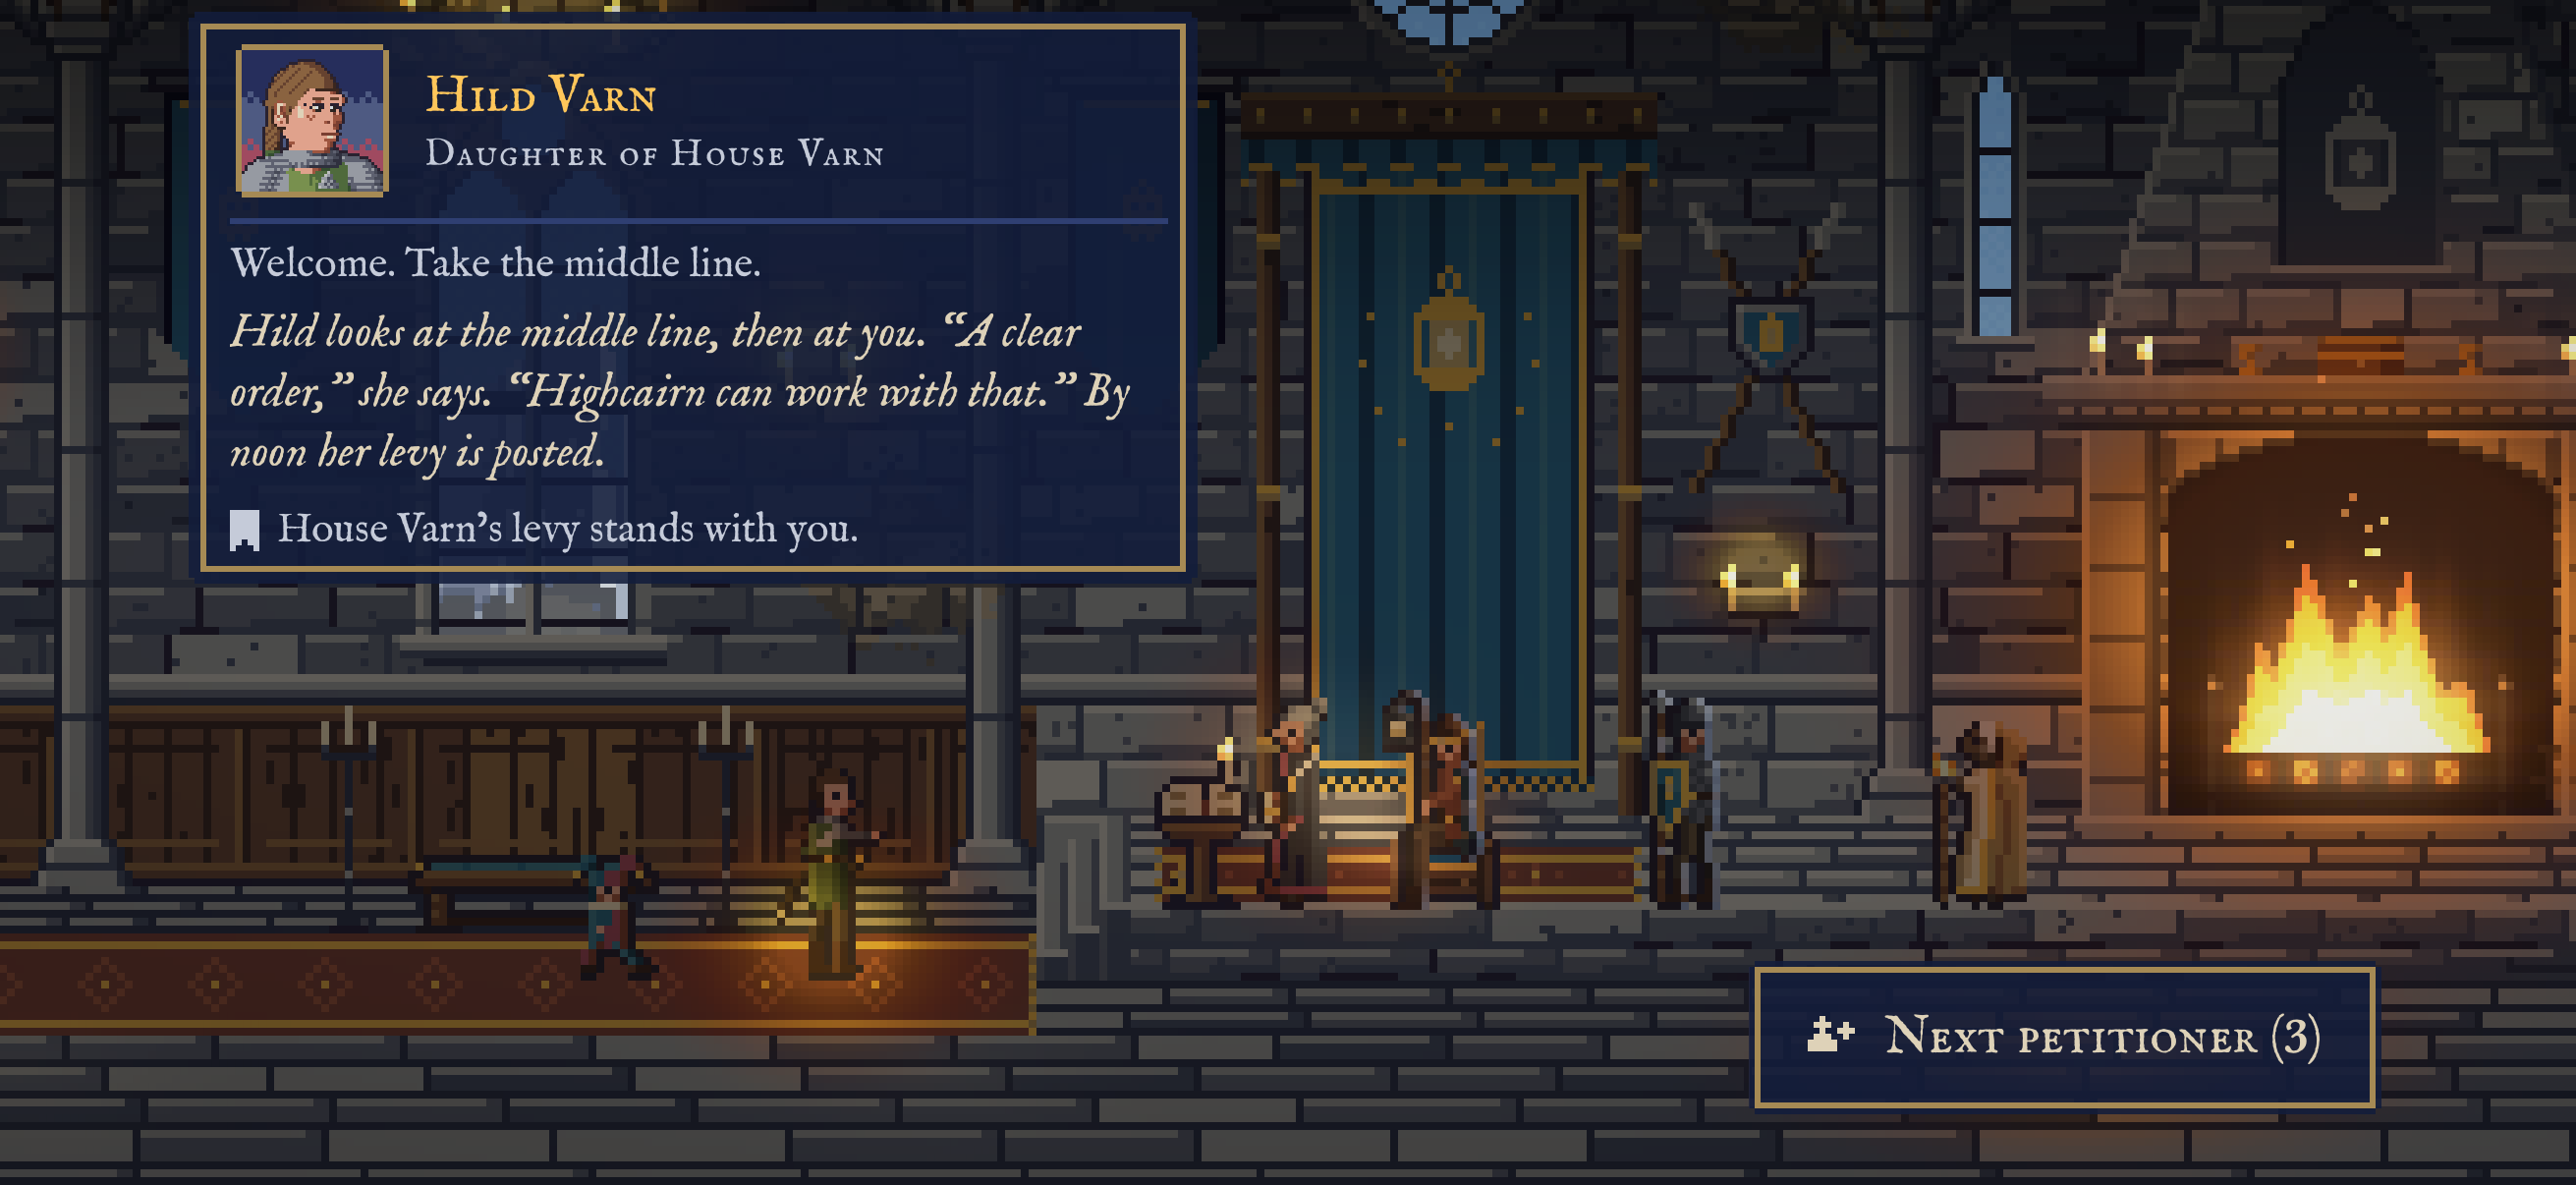 Hild Varn
Daughter of House Varn
Welcome. Take the middle line.
Hild looks at the middle line, then at you. “A clear
order,” she says. “Highcairn can work with that.” By
noon her levy is posted.
House Varn’s levy stands with you.
Next petitioner (3)